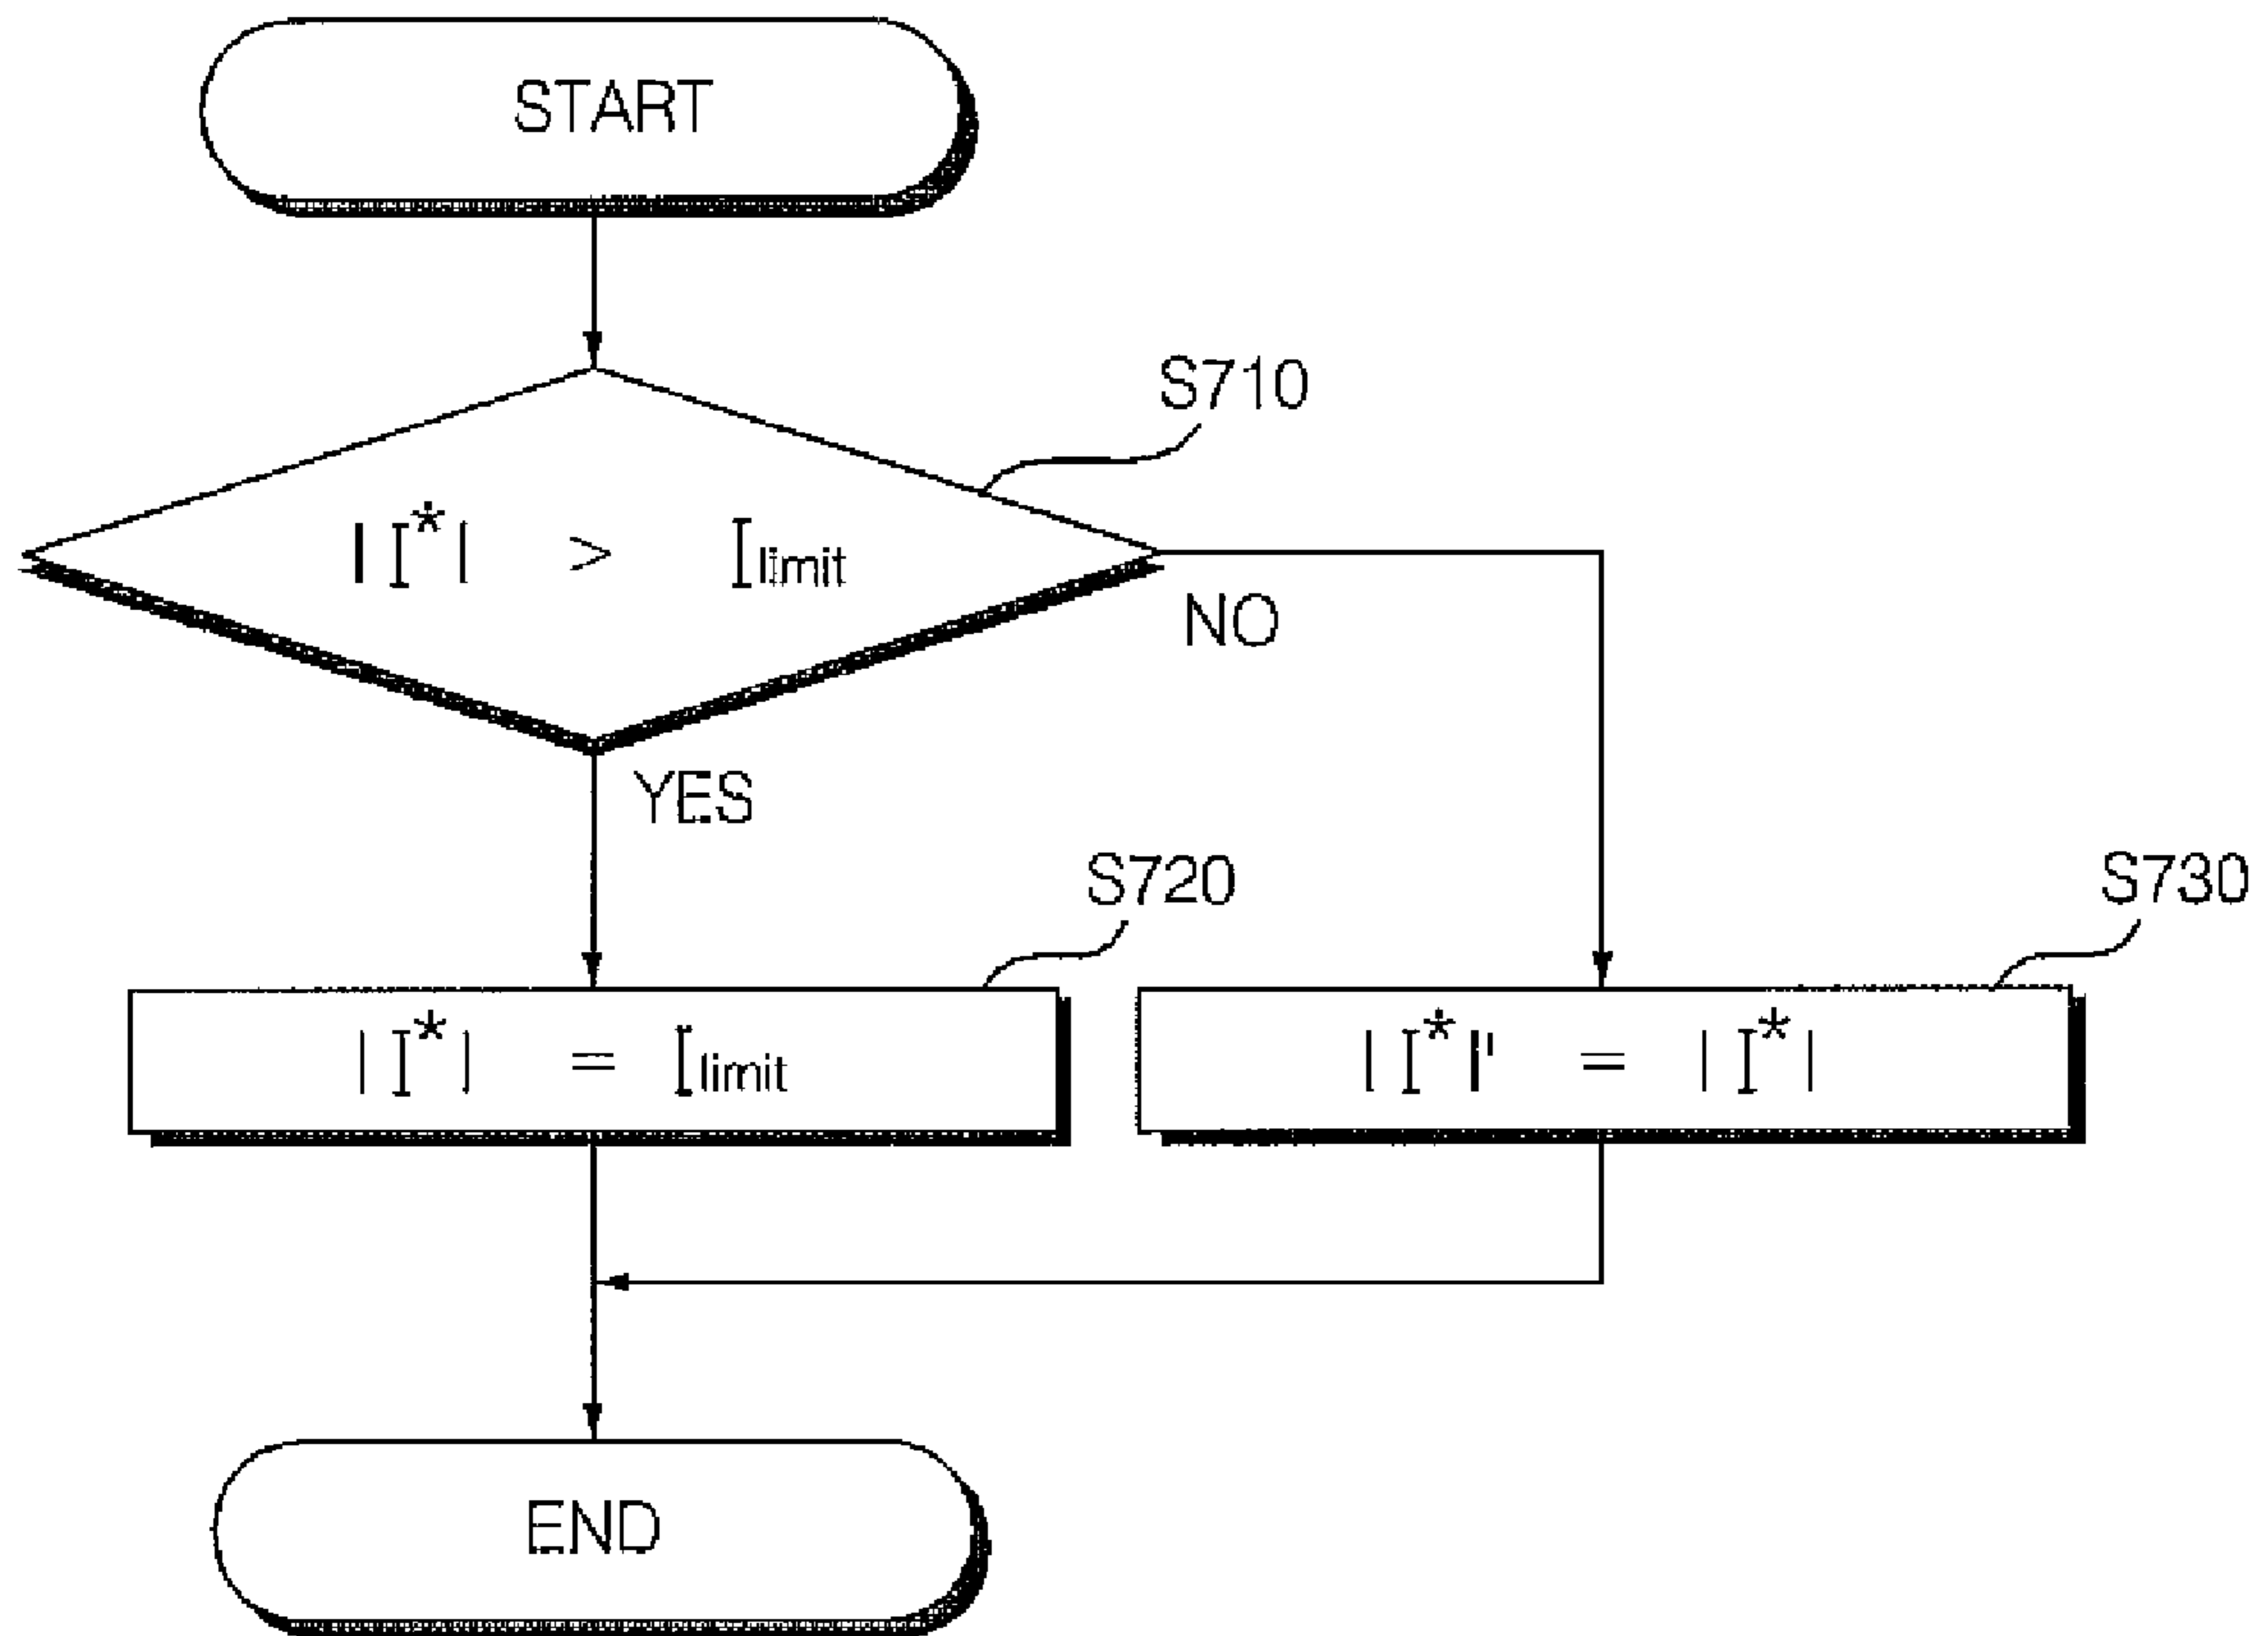 START
S710
|I*| > Ilimit
NO
YES
S720
S730
|I*| = Ilimit
|I*|' = |I*|
END